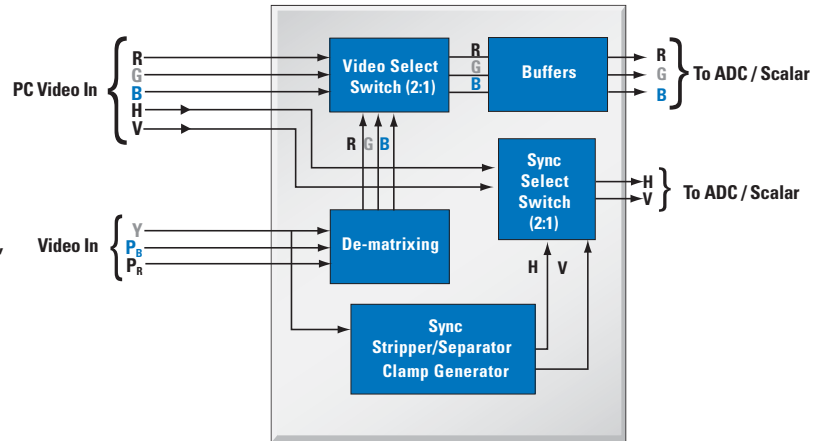 PC Video In
R
G
B
H
V
Video Select
Switch (2:1)
R
G
B
Buffers
R
G
B
To ADC / Scalar
R G B
Sync
Select
Switch
(2:1)
H
V
To ADC / Scalar
Video In
Y
PB
PR
De-matrixing
H V
Sync
Stripper/Separator
Clamp Generator
,